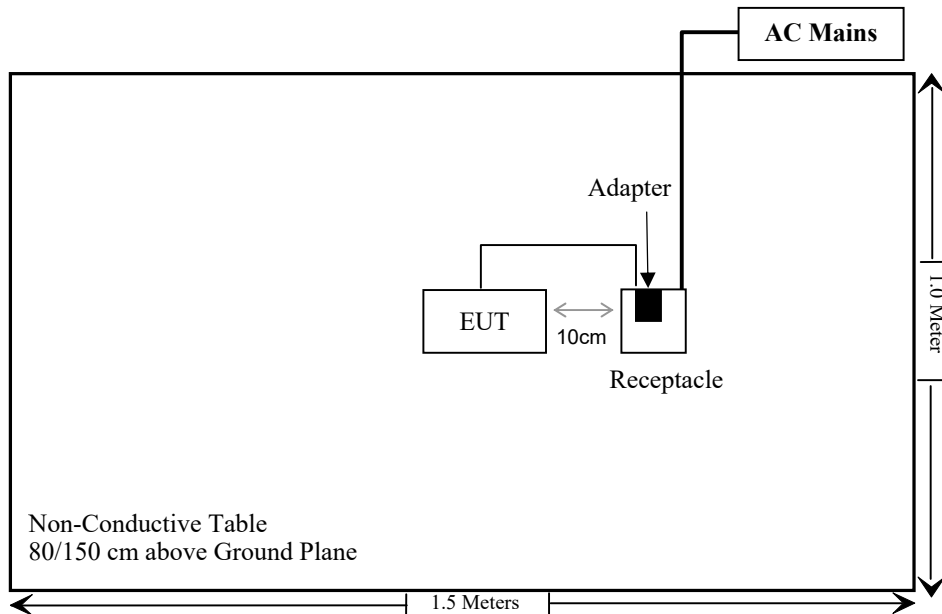 AC Mains
Adapter
EUT
10cm
Receptacle
1.0 Meter
Non-Conductive Table
80/150 cm above Ground Plane
1.5 Meters